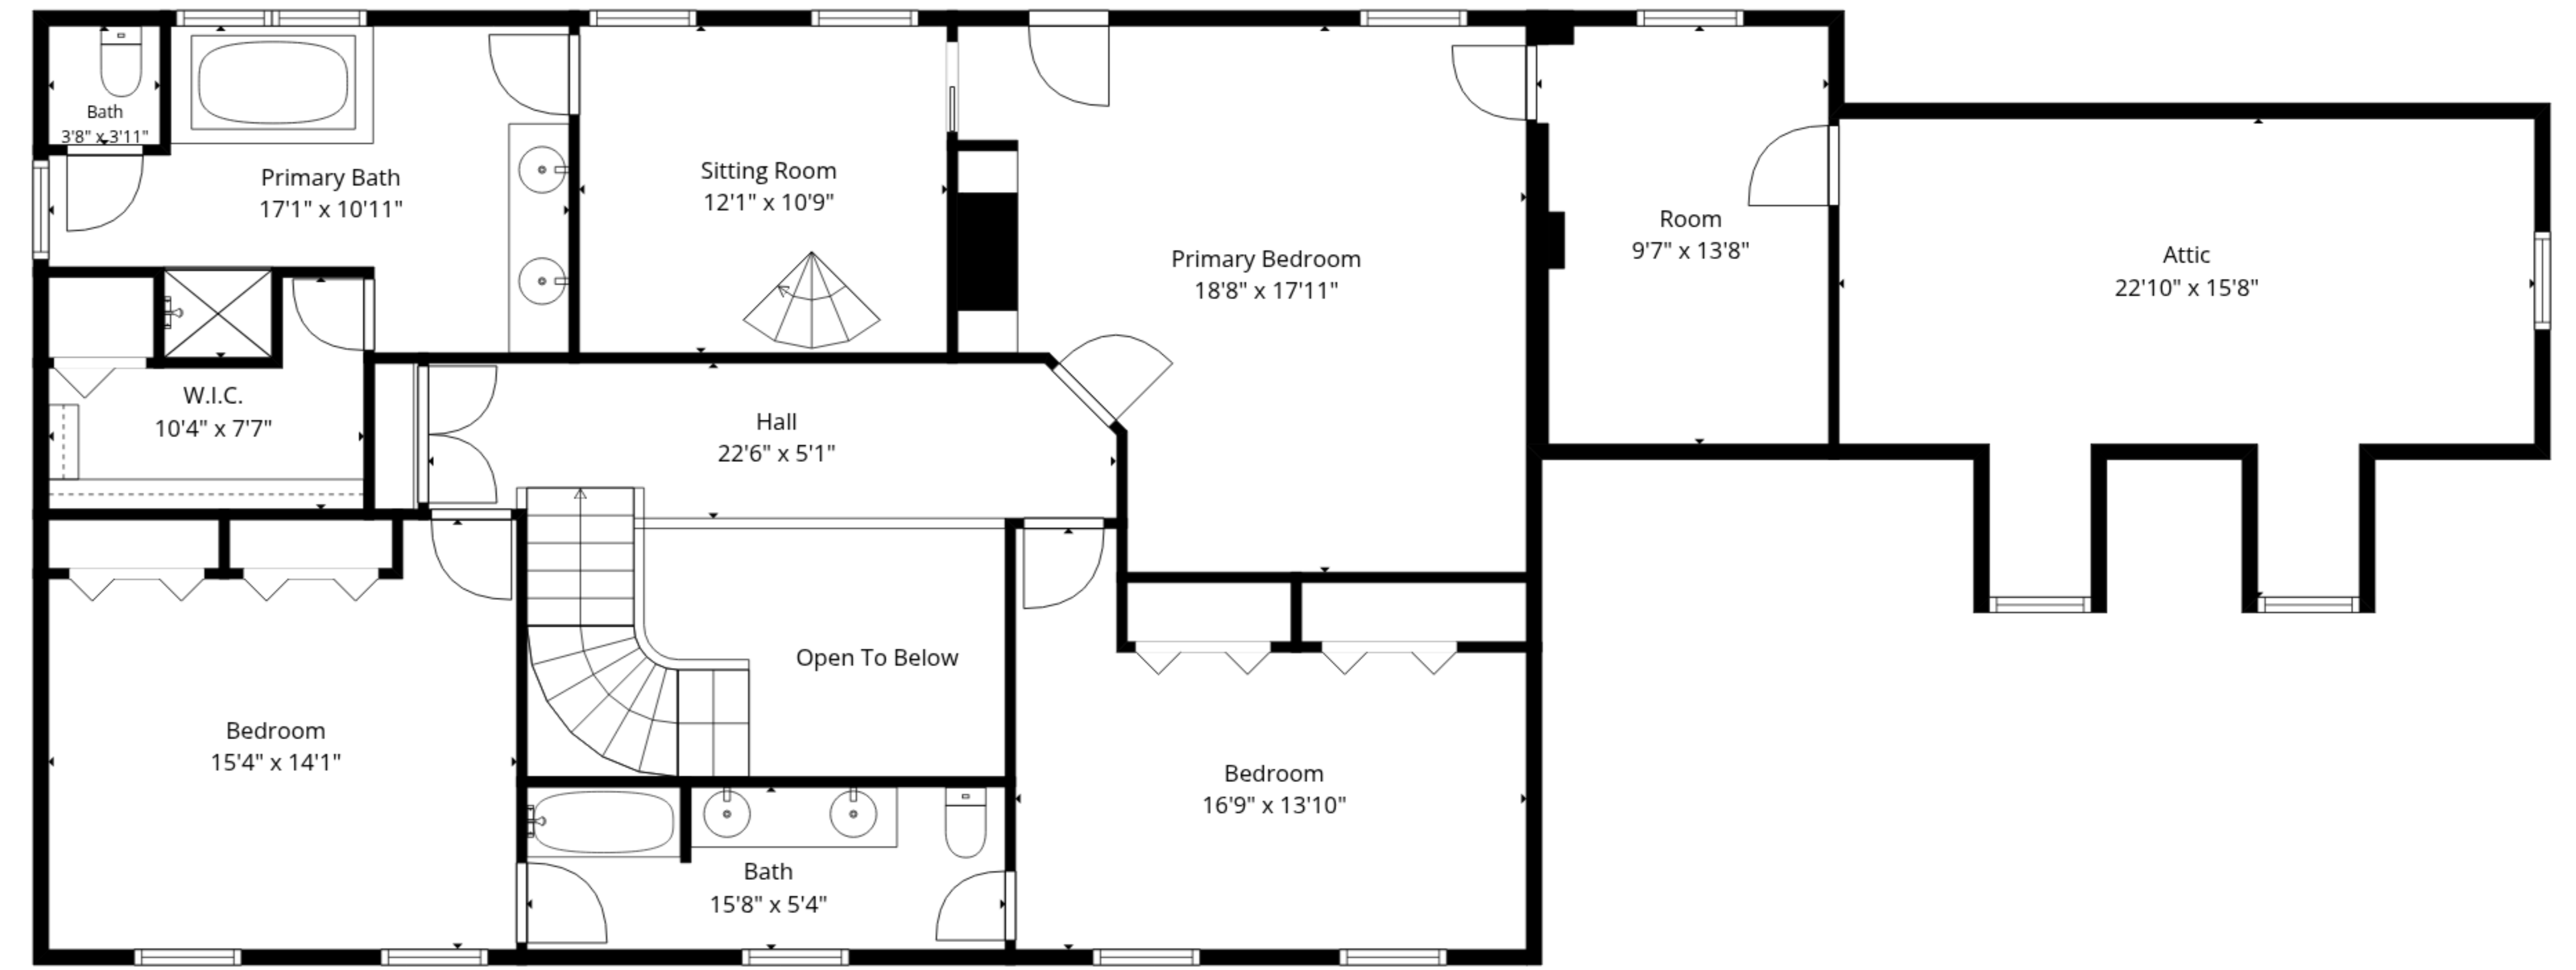 Bath
3'8" x 3'11"
Primary Bath
17'1" x 10'11"
Sitting Room
12'1" x 10'9"
Primary Bedroom
18'8" x 17'11"
Room
9'7" x 13'8"
Attic
22'10" x 15'8"
W.I.C.
10'4" x 7'7"
Hall
22'6" x 5'1"
Open To Below
Bedroom
15'4" x 14'1"
Bedroom
16'9" x 13'10"
Bath
15'8" x 5'4"